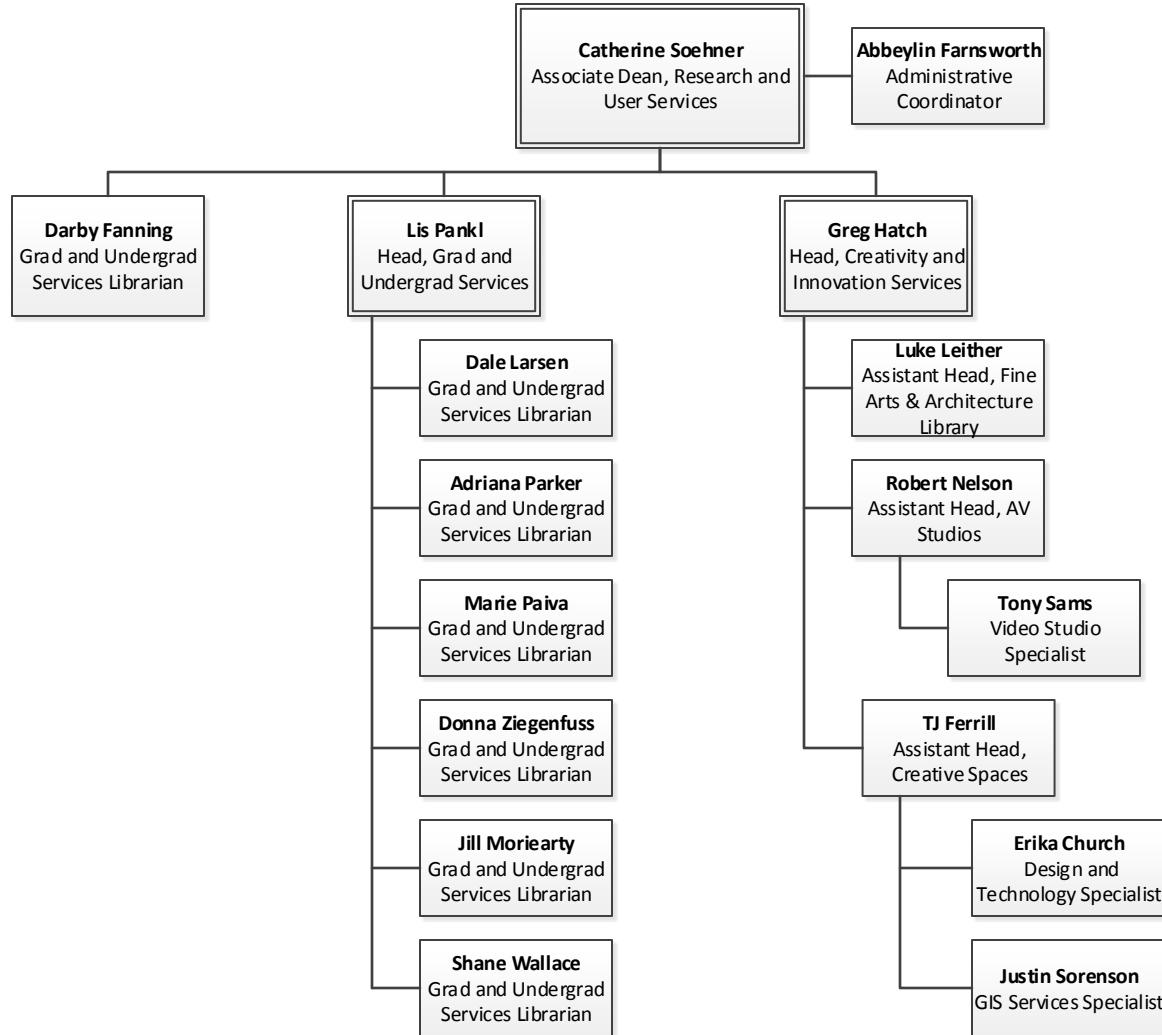 Catherine Soehner
Associate Dean, Research and
User Services
Abbeylin Farnsworth
Administrative
Coordinator
Darby Fanning
Grad and Undergrad
Services Librarian
Lis Pankl
Head, Grad and
Undergrad Services
Greg Hatch
Head, Creativity and
Innovation Services
Dale Larsen
Grad and Undergrad
Services Librarian
Adriana Parker
Grad and Undergrad
Services Librarian
Marie Paiva
Grad and Undergrad
Services Librarian
Donna Ziegenfuss
Grad and Undergrad
Services Librarian
Jill Moriearty
Grad and Undergrad
Services Librarian
Shane Wallace
Grad and Undergrad
Services Librarian
Luke Leither
Assistant Head, Fine
Arts & Architecture
Library
Robert Nelson
Assistant Head, AV
Studios
Tony Sams
Video Studio
Specialist
TJ Ferrill
Assistant Head,
Creative Spaces
Erika Church
Design and
Technology Specialist
Justin Sorenson
GIS Services Specialist